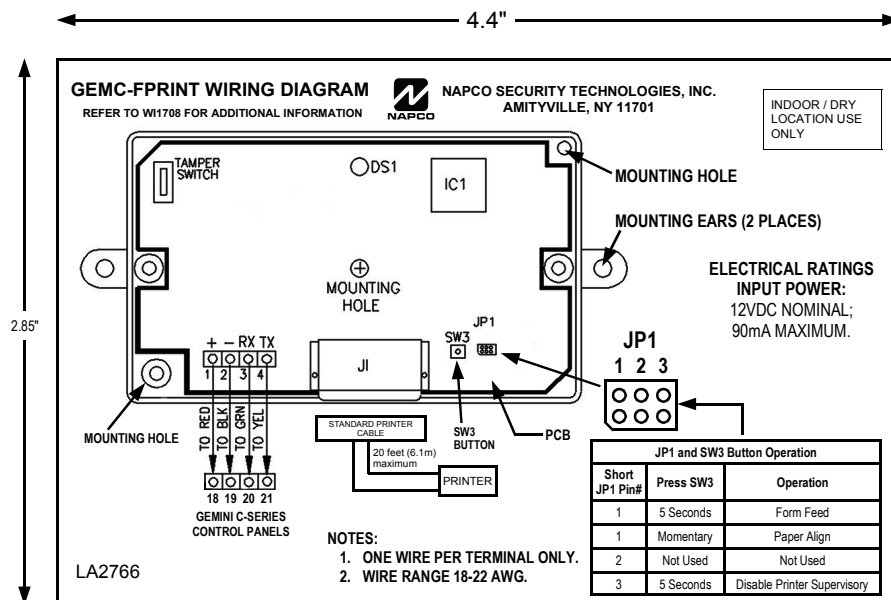 4.4"
2.85"
GEMC-FPRINT WIRING DIAGRAM
REFER TO WI1708 FOR ADDITIONAL INFORMATION
NAPCO
NAPCO SECURITY TECHNOLOGIES, INC.
AMITYVILLE, NY 11701
INDOOR / DRY
LOCATION USE
ONLY
TAMPER
SWITCH
DS1
IC1
MOUNTING HOLE
MOUNTING EARS (2 PLACES)
MOUNTING
HOLE
ELECTRICAL RATINGS
INPUT POWER:
12VDC NOMINAL;
90mA MAXIMUM.
JP1
SW3
+ – RX TX
1 2 3 4
J1
JP1
1 2 3
MOUNTING HOLE
TO RED
TO BLK
TO GRN
TO YEL
STANDARD PRINTER
CABLE
SW3
BUTTON
PCB
20 feet (6.1m)
maximum
PRINTER
18 19 20 21
GEMINI C-SERIES
CONTROL PANELS
JP1 and SW3 Button Operation
Short JP1 Pin# Press SW3 Operation
1 5 Seconds Form Feed
1 Momentary Paper Align
2 Not Used Not Used
3 5 Seconds Disable Printer Supervisory
NOTES:
1. ONE WIRE PER TERMINAL ONLY.
2. WIRE RANGE 18-22 AWG.
LA2766